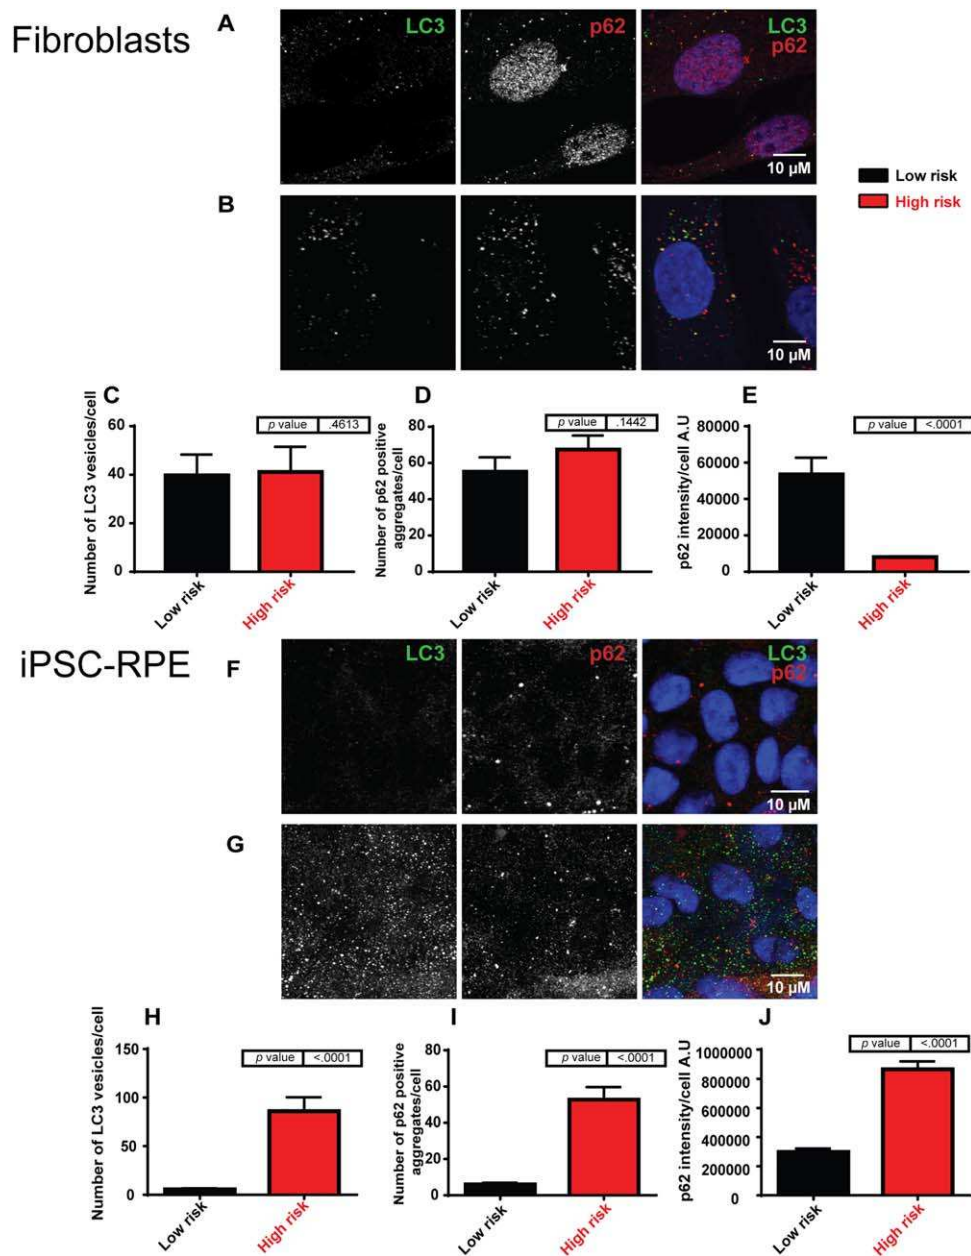 Fibroblasts
A
LC3
p62
LC3
p62
10 µM
Low risk
High risk
B
10 µM
C
Number of LC3 vesicles/cell
p value .4613
60
40
20
0
Low risk
High risk
D
Number of p62 positive
aggregates/cell
p value .1442
80
60
40
20
0
Low risk
High risk
E
p62 intensity/cell A.U
p value <.0001
80000
60000
40000
20000
0
Low risk
High risk
iPSC-RPE
F
LC3
p62
LC3
p62
10 µM
G
10 µM
H
Number of LC3 vesicles/cell
p value <.0001
150
100
50
0
Low risk
High risk
I
Number of p62 positive
aggregates/cell
p value <.0001
80
60
40
20
0
Low risk
High risk
J
p62 intensity/cell A.U
p value <.0001
1000000
800000
600000
400000
200000
0
Low risk
High risk